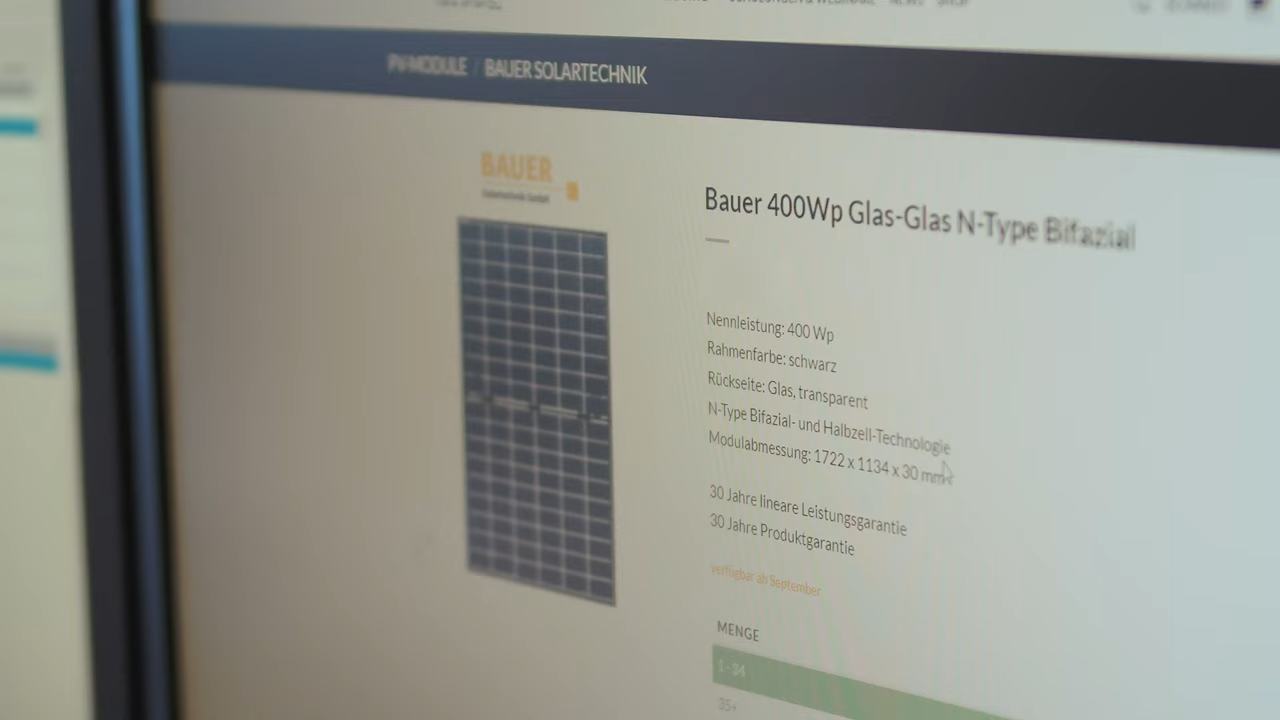 PV-MODULE / BAUER SOLARTECHNIK
BAUER
Solartechnik GmbH
Bauer 400Wp Glas-Glas N-Type Bifazial
Nennleistung: 400 Wp
Rahmenfarbe: schwarz
Rückseite: Glas, transparent
N-Type Bifazial- und Halbzell-Technologie
Modulabmessung: 1722 x 1134 x 30 mm
30 Jahre lineare Leistungsgarantie
30 Jahre Produktgarantie
verfügbar ab September
MENGE
1 - 34
35+